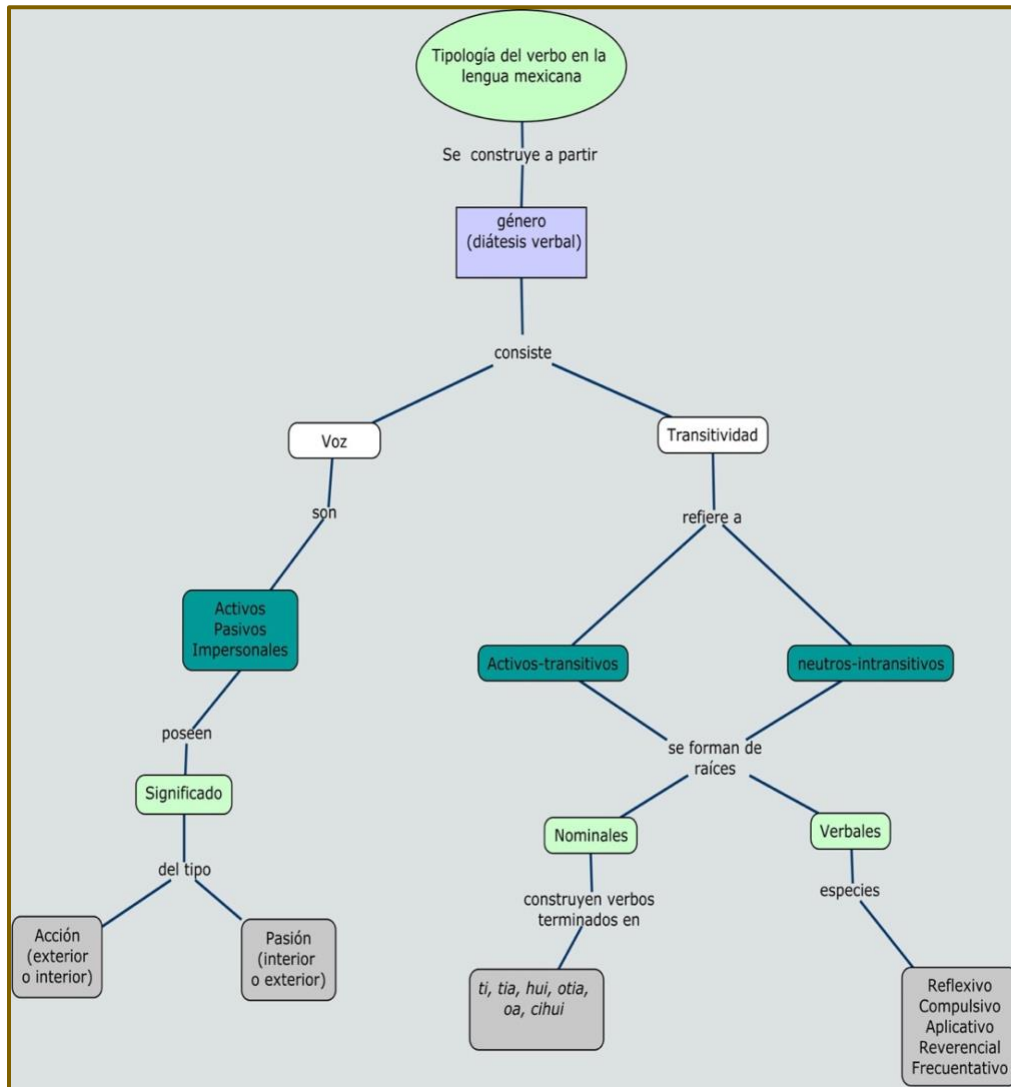 Tipología del verbo en la
lengua mexicana
Se construye a partir
género
(diátesis verbal)
consiste
Voz
Transitividad
son
refiere a
Activos
Pasivos
Impersonales
Activos-transitivos
neutros-intransitivos
poseen
se forman de
raíces
Significado
Nominales
Verbales
del tipo
construyen verbos
terminados en
especies
Acción
(exterior
o interior)
Pasión
(interior
o exterior)
ti, tia, hui, otia,
oa, cihui
Reflexivo
Compulsivo
Aplicativo
Reverencial
Frecuentativo